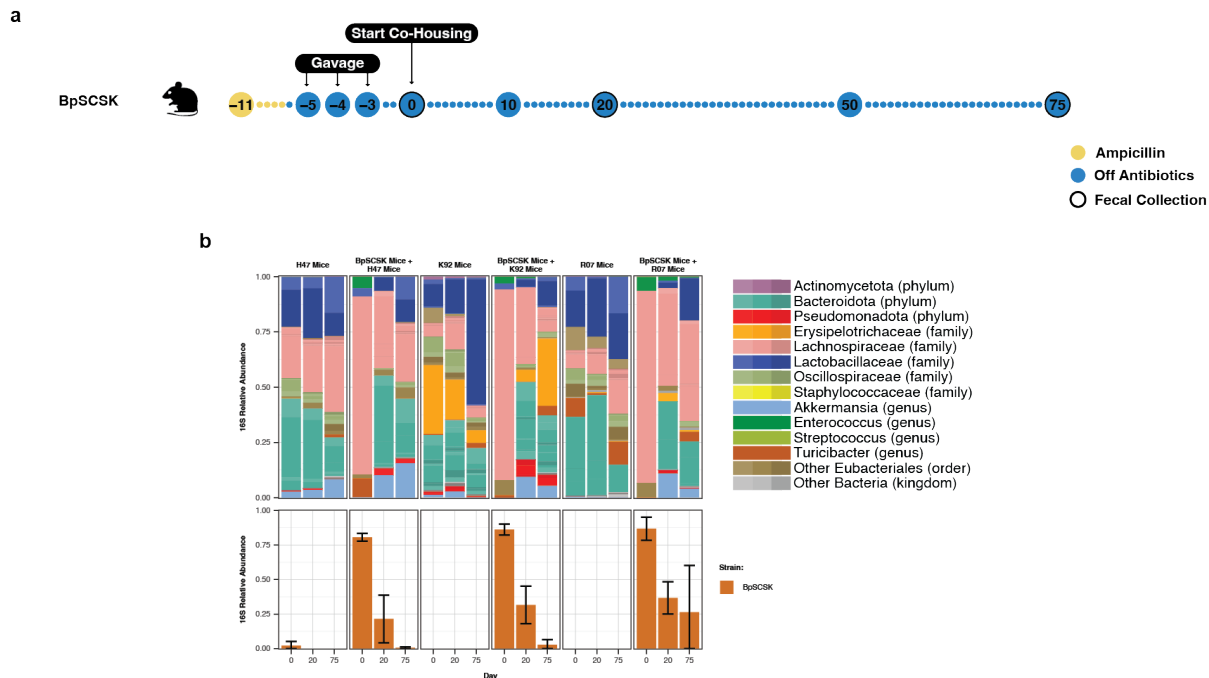 a
Start Co-Housing
Gavage
BpSCSK
−11
−5
−4
−3
0
10
20
50
75
Ampicillin
Off Antibiotics
Fecal Collection
b
H47 Mice
BpSCSK Mice +
H47 Mice
K92 Mice
BpSCSK Mice +
K92 Mice
R07 Mice
BpSCSK Mice +
R07 Mice
16S Relative Abundance
1.00
0.75
0.50
0.25
0.00
Actinomycetota (phylum)
Bacteroidota (phylum)
Pseudomonadota (phylum)
Erysipelotrichaceae (family)
Lachnospiraceae (family)
Lactobacillaceae (family)
Oscillospiraceae (family)
Staphylococcaceae (family)
Akkermansia (genus)
Enterococcus (genus)
Streptococcus (genus)
Turicibacter (genus)
Other Eubacteriales (order)
Other Bacteria (kingdom)
16S Relative Abundance
1.00
0.75
0.50
0.25
0.00
Strain:
BpSCSK
0 20 75 0 20 75 0 20 75 0 20 75 0 20 75 0 20 75
Day